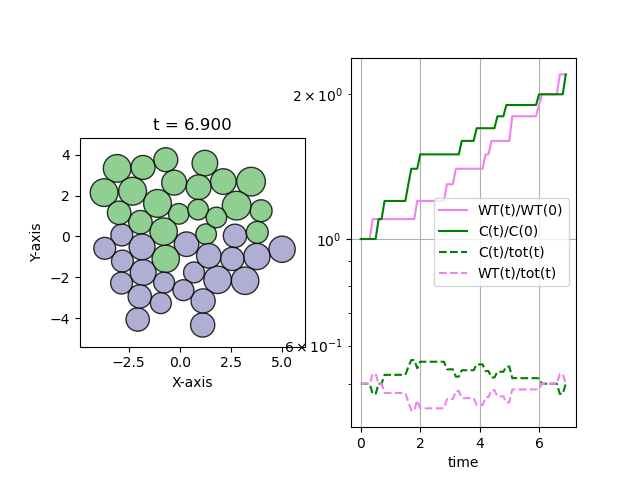 t = 6.900
Y-axis
4
2
0
−2
−4
−2.5 0.0 2.5 5.0
X-axis
2 × 10⁰
10⁰
6 × 10⁻¹
WT(t)/WT(0)
C(t)/C(0)
C(t)/tot(t)
WT(t)/tot(t)
0 2 4 6
time